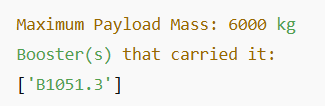 Maximum Payload Mass: 6000 kg
Booster(s) that carried it:
['B1051.3']